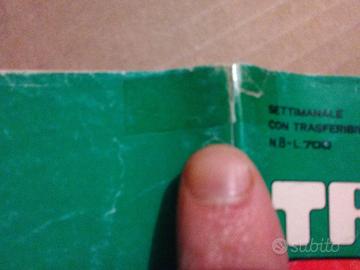 SETTIMANALE
CON TRASFERIBI
N.8-L.700
TR
subito